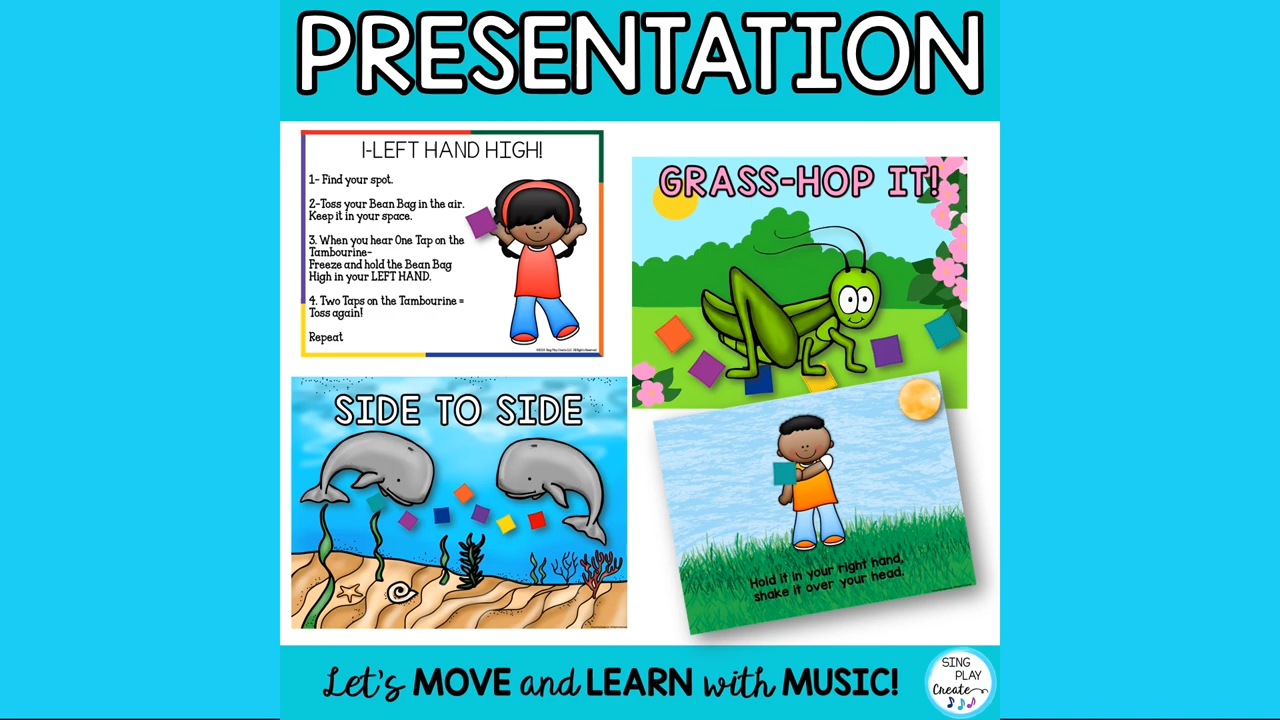 PRESENTATION
1-LEFT HAND HIGH!
1- Find your spot.
2-Toss your Bean Bag in the air.
Keep it in your space.
3. When you hear One Tap on the
Tambourine-
Freeze and hold the Bean Bag
High in your LEFT HAND.
4. Two Taps on the Tambourine =
Toss again!
Repeat
GRASS-HOP IT!
SIDE TO SIDE
Hold it in your right hand,
shake it over your head.
Let's MOVE and LEARN with MUSIC!
SING
PLAY
Create